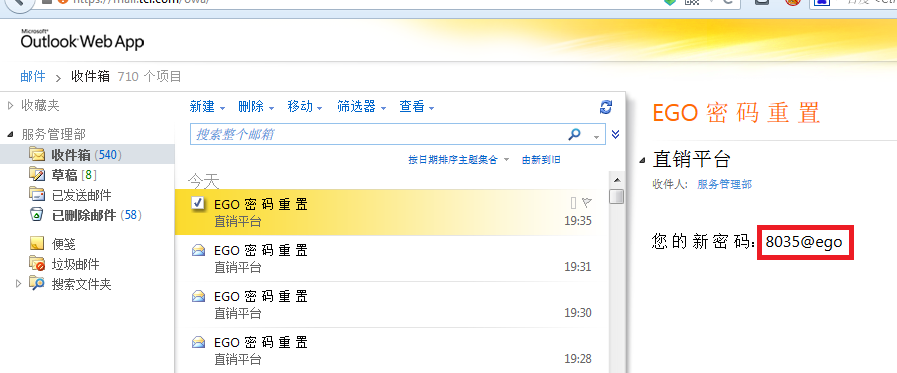 https://mail.tcl.com/owa/
Microsoft®
Outlook Web App
邮件 > 收件箱 710 个项目
收藏夹
服务管理部
收件箱 (540)
草稿 [8]
已发送邮件
已删除邮件 (58)
便笺
垃圾邮件
搜索文件夹
新建 删除 移动 筛选器 查看
搜索整个邮箱
按日期排序主题集合 由新到旧
今天
EGO 密 码 重 置
直销平台 19:35
EGO 密 码 重 置
直销平台 19:31
EGO 密 码 重 置
直销平台 19:30
EGO 密 码 重 置
直销平台 19:28
EGO 密 码 重 置
直销平台
收件人: 服务管理部
您 的 新 密 码: 8035@ego